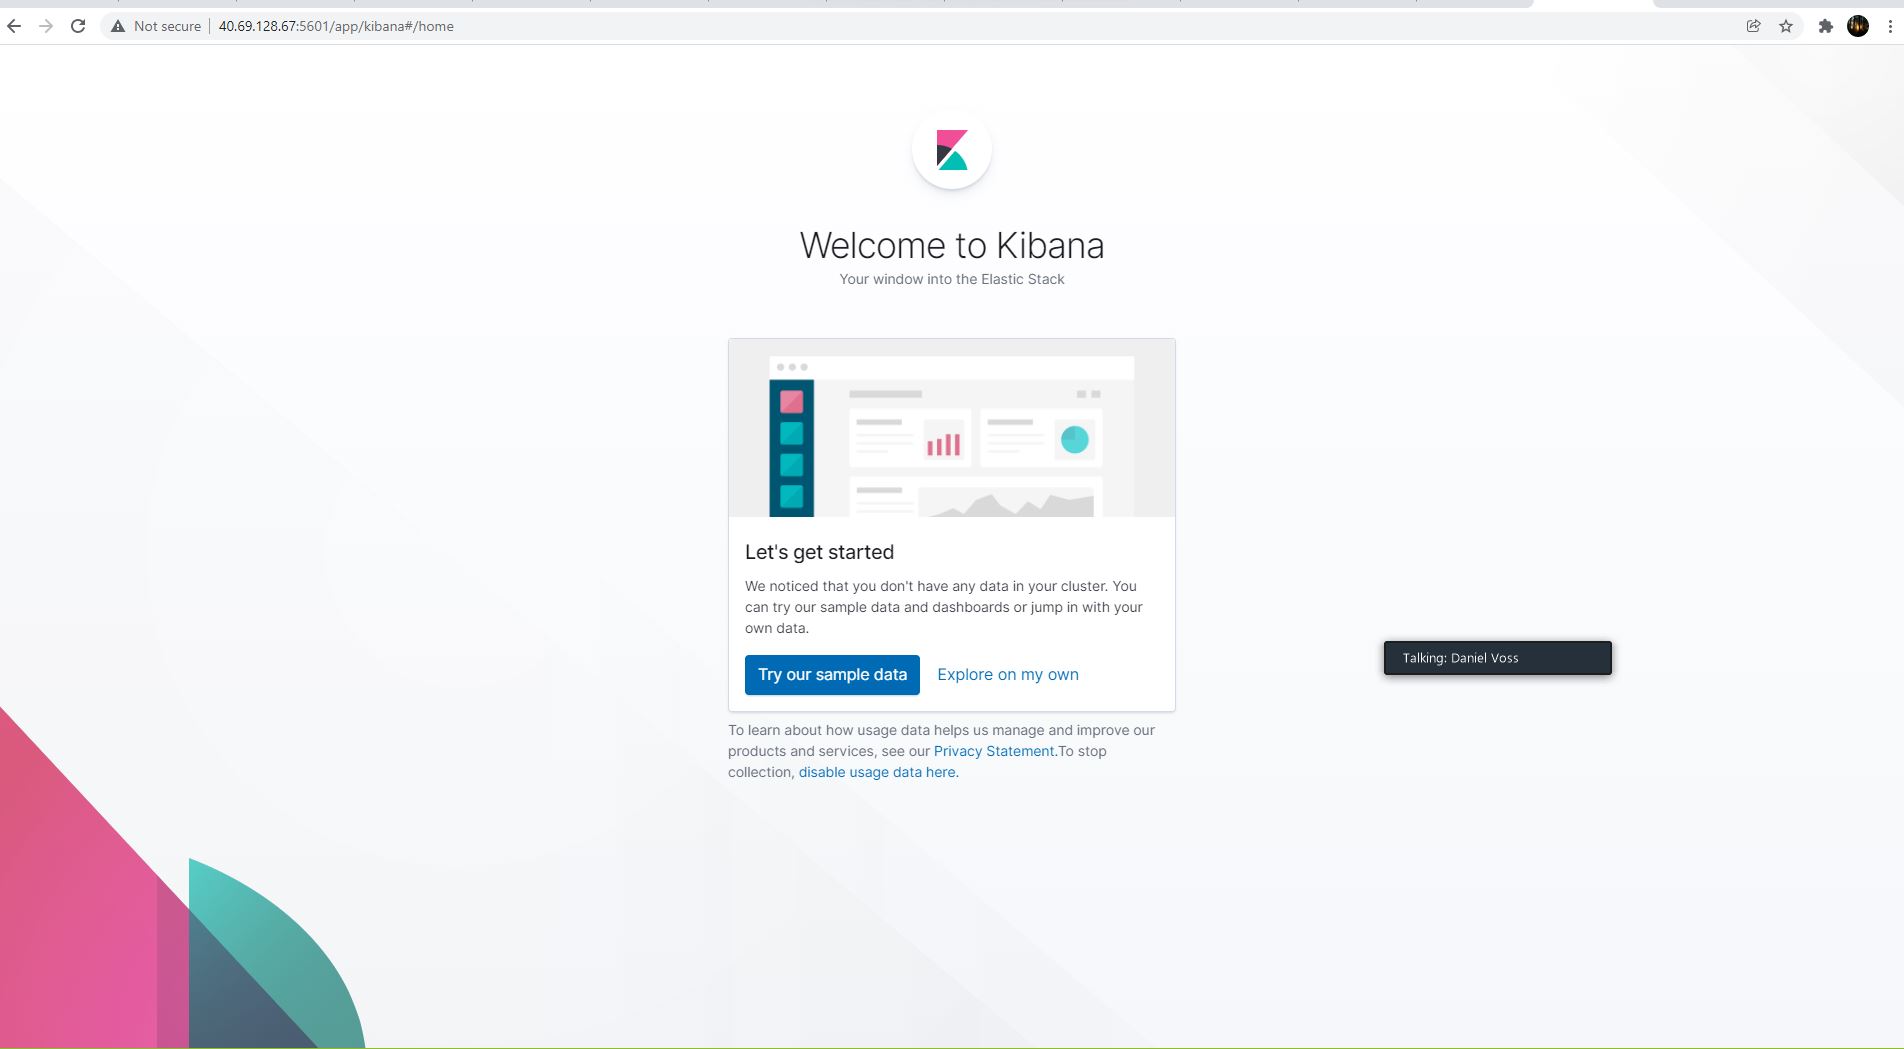 Not secure
40.69.128.67:5601/app/kibana#/home
Welcome to Kibana
Your window into the Elastic Stack
Let's get started
We noticed that you don't have any data in your cluster. You
can try our sample data and dashboards or jump in with your
own data.
Try our sample data
Explore on my own
Talking: Daniel Voss
To learn about how usage data helps us manage and improve our
products and services, see our Privacy Statement.To stop
collection, disable usage data here.